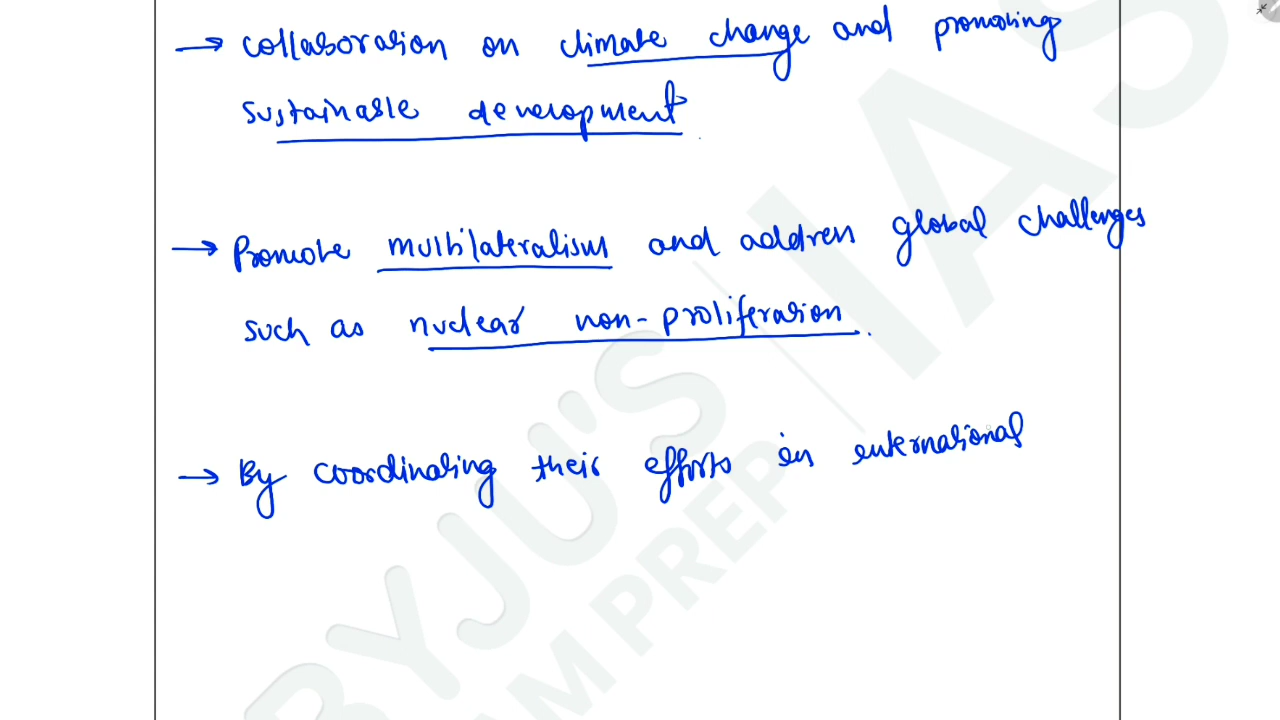 → Collaboration on climate change and promoting
sustainable development.
→ Promote multilateralism and address global challenges
such as nuclear non-proliferation.
→ By coordinating their efforts in international
BYJU'S IAS
EXAM PREP